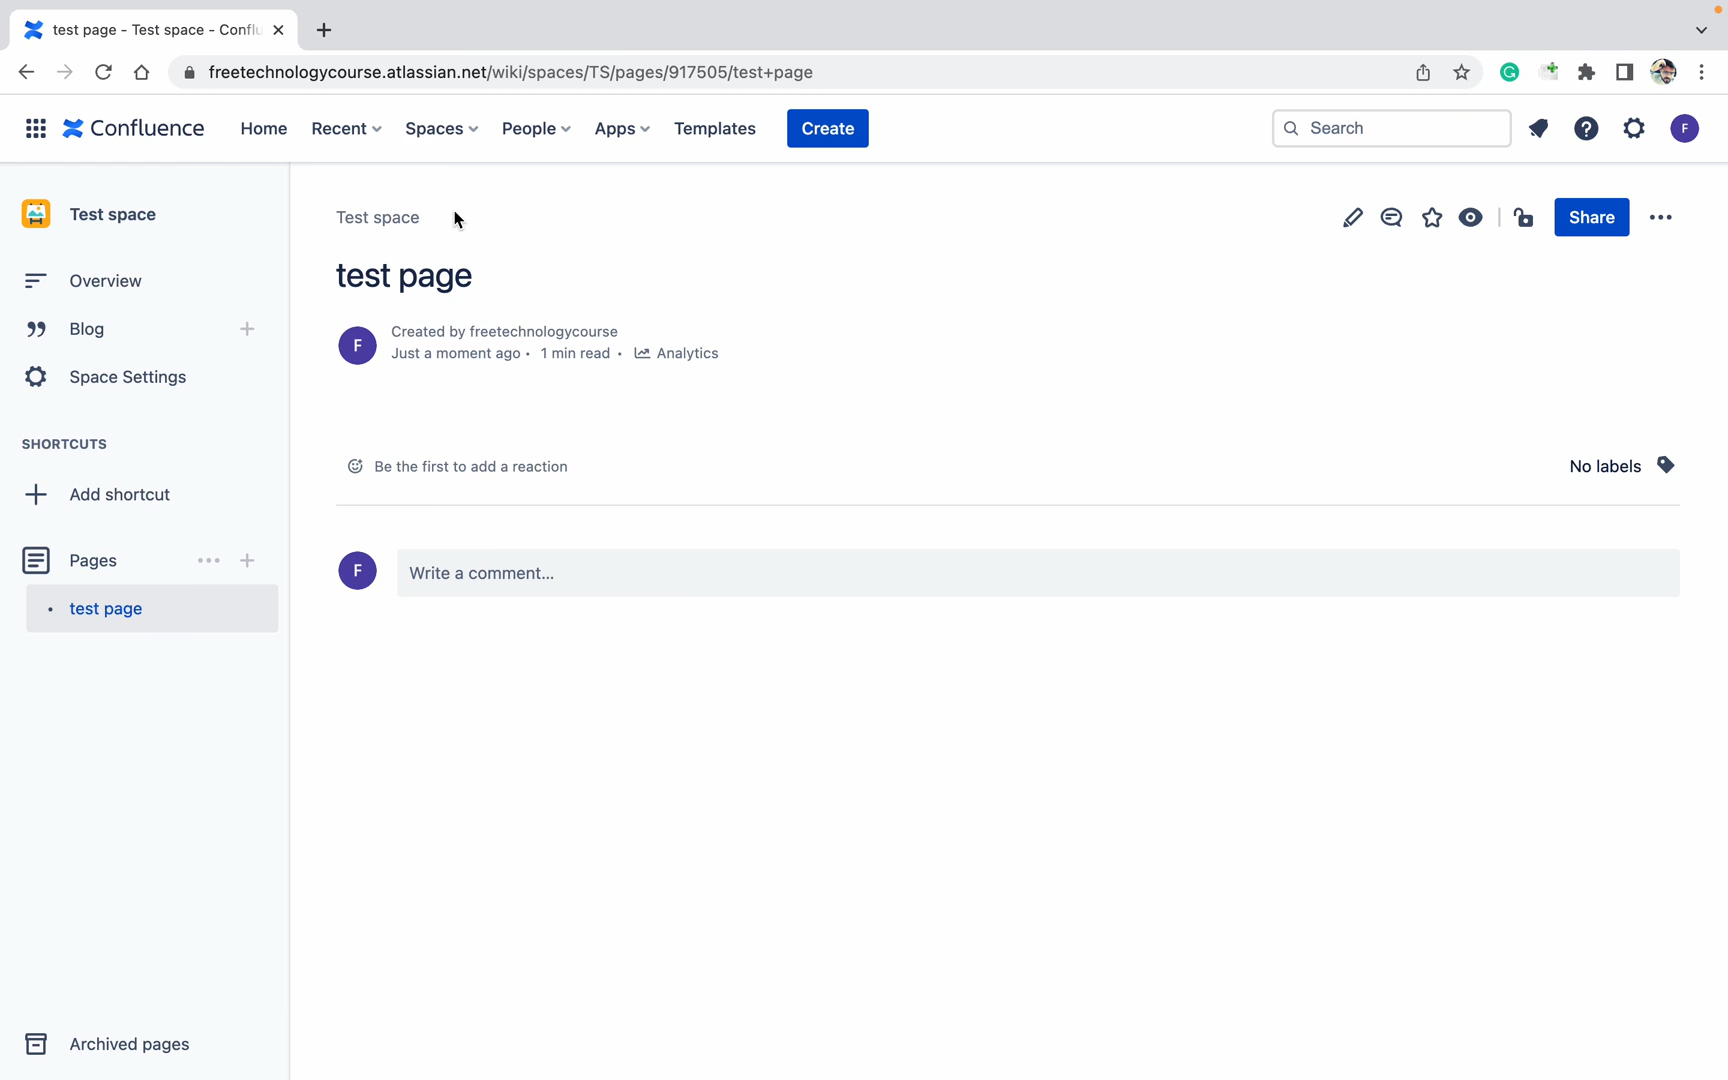 test page - Test space - Conflu
freetechnologycourse.atlassian.net/wiki/spaces/TS/pages/917505/test+page
Confluence Home Recent Spaces People Apps Templates Create Search F
Test space
Overview
Blog
Space Settings
SHORTCUTS
Add shortcut
Pages
test page
Archived pages
Test space
Share
test page
F
Created by freetechnologycourse
Just a moment ago • 1 min read • Analytics
Be the first to add a reaction
No labels
F
Write a comment...